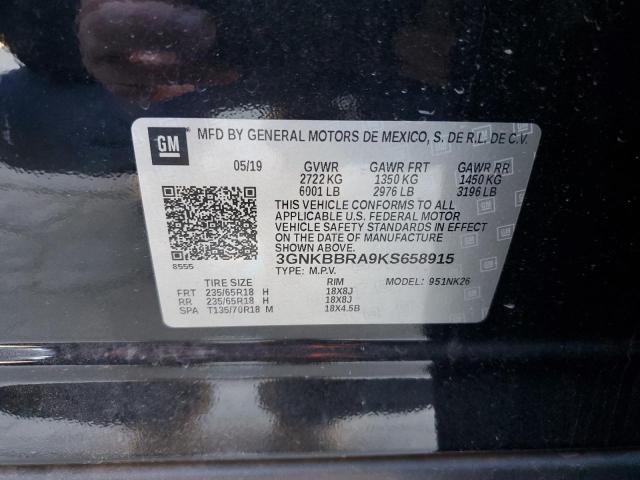 GM
MFD BY GENERAL MOTORS DE MEXICO, S. DE R.L. DE C.V.
05/19 GVWR GAWR FRT GAWR RR
2722 KG 1350 KG 1450 KG
6001 LB 2976 LB 3196 LB
THIS VEHICLE CONFORMS TO ALL
APPLICABLE U.S. FEDERAL MOTOR
VEHICLE SAFETY STANDARDS IN EFFECT
ON THE DATE OF MANUFACTURE
SHOWN ABOVE.
8555
3GNKBBRA9KS658915
TYPE: M.P.V. MODEL: 951NK26
TIRE SIZE RIM
FRT 235/65R18 H 18X8J
RR 235/65R18 H 18X8J
SPA T135/70R18 M 18X4.5B